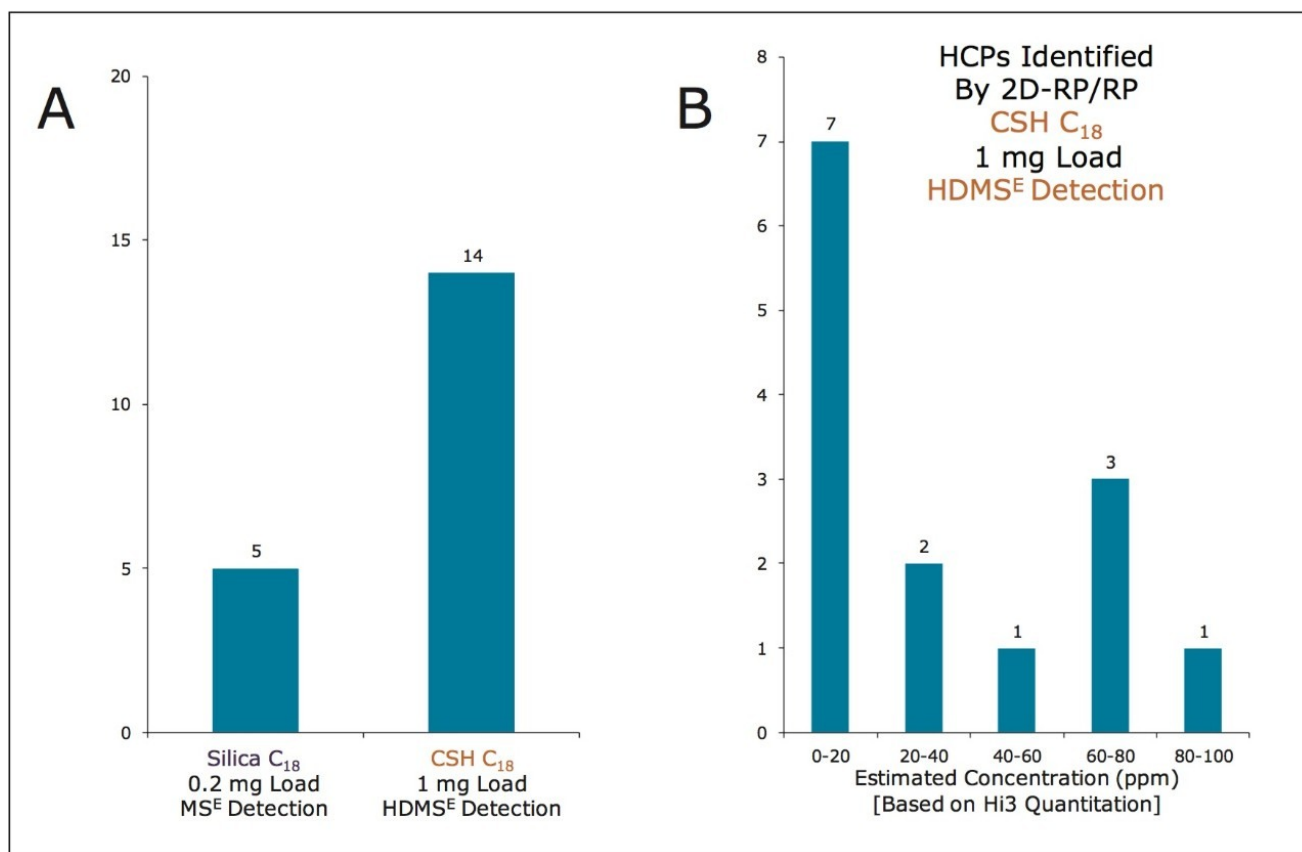 A
20
15
10
5
0
5
14
Silica C₁₈
0.2 mg Load
MSᴱ Detection
CSH C₁₈
1 mg Load
HDMSᴱ Detection
B
HCPs Identified
By 2D-RP/RP
CSH C₁₈
1 mg Load
HDMSᴱ Detection
8
7
6
5
4
3
2
1
0
7
2
1
3
1
0-20 20-40 40-60 60-80 80-100
Estimated Concentration (ppm)
[Based on Hi3 Quantitation]